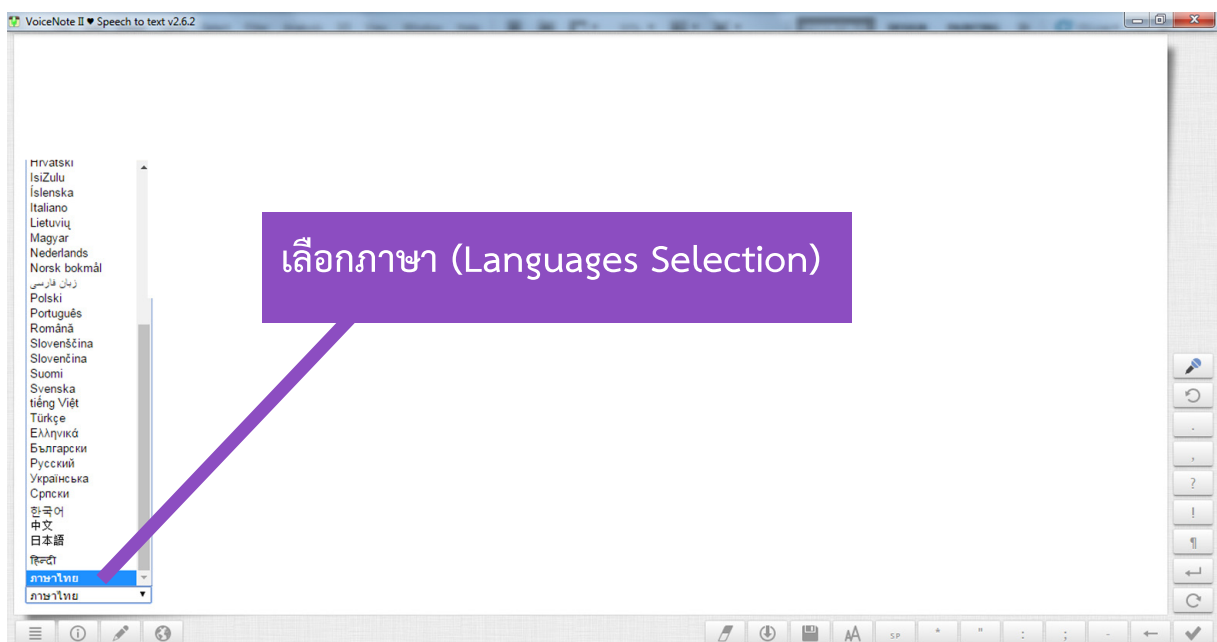 VoiceNote II ♥ Speech to text v2.6.2
Hrvatski
IsiZulu
Íslenska
Italiano
Lietuvių
Magyar
Nederlands
Norsk bokmål
زبان فارسی
Polski
Português
Română
Slovenščina
Slovenčina
Suomi
Svenska
tiếng Việt
Türkçe
Ελληνικά
Български
Русский
Українська
Српски
한국어
中文
日本語
हिन्दी
ภาษาไทย
ภาษาไทย
เลือกภาษา (Languages Selection)
.
,
?
!
¶
AA
SP
*
"
:
;
-